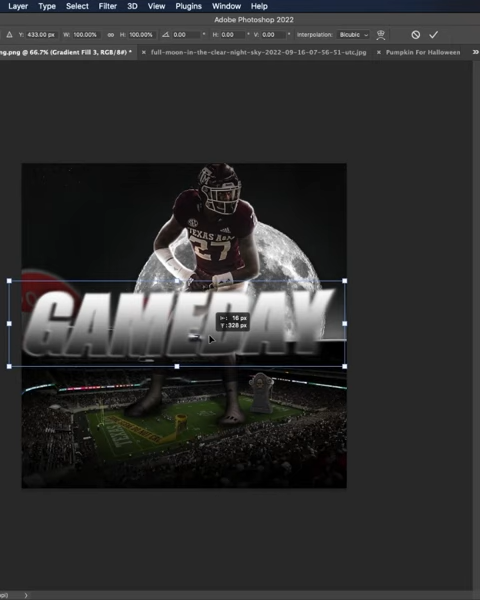 Layer Type Select Filter 3D View Plugins Window Help
Adobe Photoshop 2022
Y: 433.00 px W: 100.00% H: 100.00% 0.00 ° H: 0.00 ° V: 0.00 ° Interpolation: Bicubic
ng.png @ 66.7% (Gradient Fill 3, RGB/8#) * × full-moon-in-the-clear-night-sky-2022-09-16-07-56-51-utc.jpg × Pumpkin For Halloween
TEXAS A&M
27
GAMEDAY
16 px
328 px